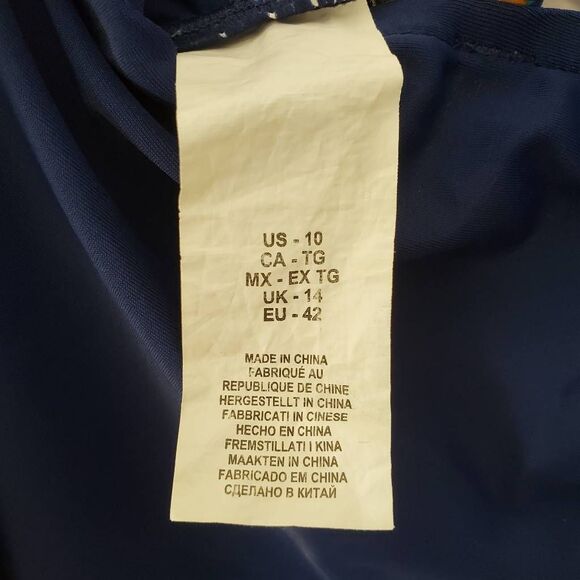 US - 10
CA - TG
MX - EX TG
UK - 14
EU - 42
MADE IN CHINA
FABRIQUÉ AU
REPUBLIQUE DE CHINE
HERGESTELLT IN CHINA
FABBRICATI IN CINESE
HECHO EN CHINA
FREMSTILLATI I KINA
MAAKTEN IN CHINA
FABRICADO EM CHINA
СДЕЛАНО В КИТАЙ